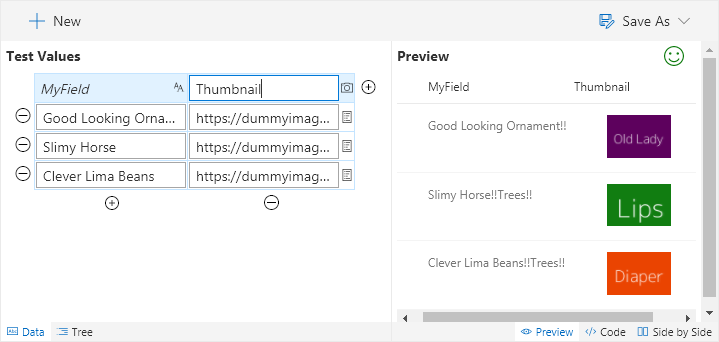 New
Save As
Test Values
MyField
Thumbnail
Good Looking Orna...
https://dummyimag...
Slimy Horse
https://dummyimag...
Clever Lima Beans
https://dummyimag...
Data
Tree
Preview
MyField
Thumbnail
Good Looking Ornament!!
Old Lady
Slimy Horse!!Trees!!
Lips
Clever Lima Beans!!Trees!!
Diaper
Preview
Code
Side by Side